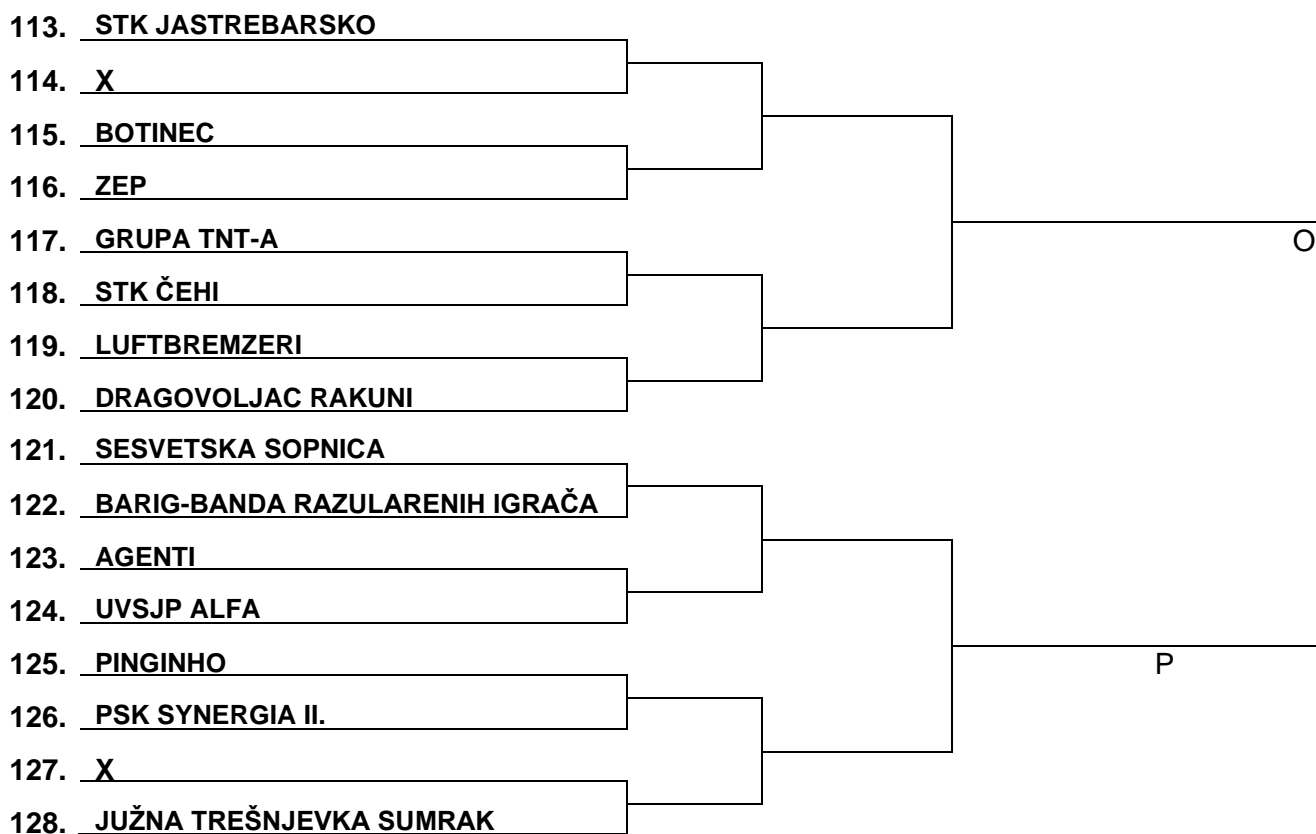 113. STK JASTREBARSKO
114. X
115. BOTINEC
116. ZEP
117. GRUPA TNT-A
O
118. STK ČEHI
119. LUFTBREMZERI
120. DRAGOVOLJAC RAKUNI
121. SESVETSKA SOPNICA
122. BARIG-BANDA RAZULARENIH IGRAČA
123. AGENTI
124. UVSJP ALFA
125. PINGINHO
P
126. PSK SYNERGIA II.
127. X
128. JUŽNA TREŠNJEVKA SUMRAK